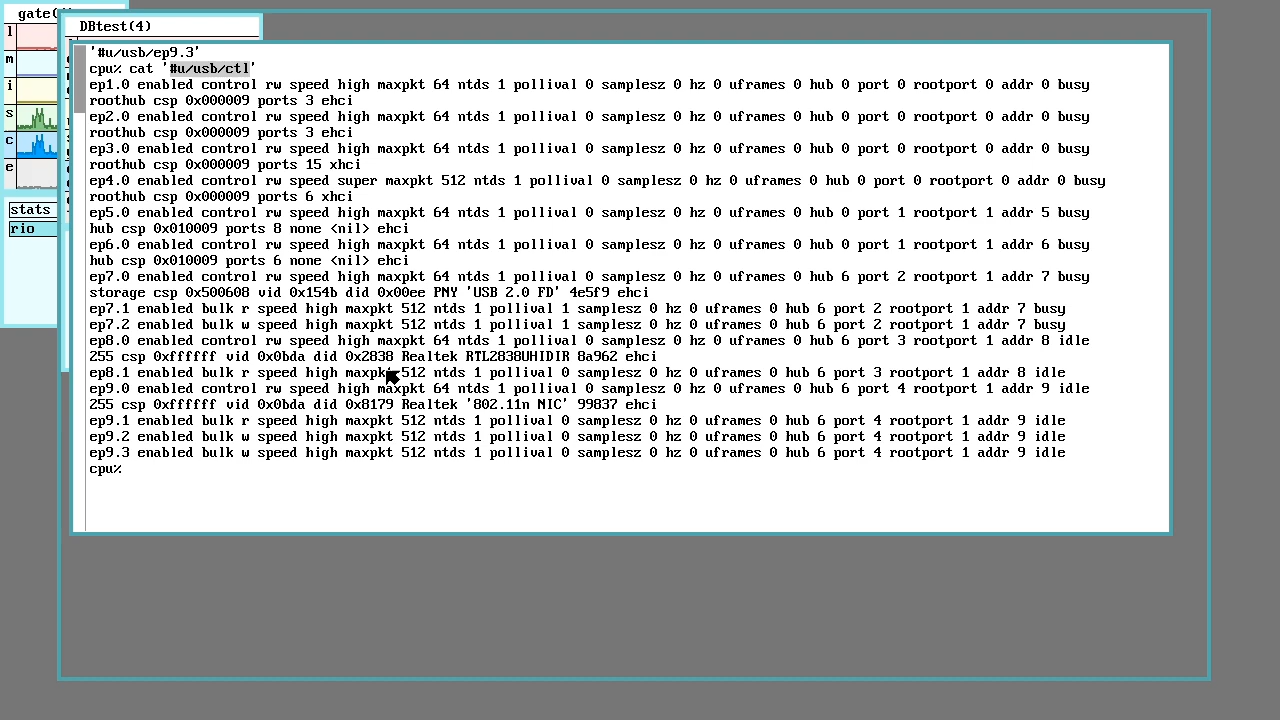 gate(
DBtest(4)
l
m
i
s
c
e
stats
rio
'#u/usb/ep9.3'
cpu% cat '#u/usb/ctl'
ep1.0 enabled control rw speed high maxpkt 64 ntds 1 pollival 0 samplesz 0 hz 0 uframes 0 hub 0 port 0 rootport 0 addr 0 busy
roothub csp 0x000009 ports 3 ehci
ep2.0 enabled control rw speed high maxpkt 64 ntds 1 pollival 0 samplesz 0 hz 0 uframes 0 hub 0 port 0 rootport 0 addr 0 busy
roothub csp 0x000009 ports 3 ehci
ep3.0 enabled control rw speed high maxpkt 64 ntds 1 pollival 0 samplesz 0 hz 0 uframes 0 hub 0 port 0 rootport 0 addr 0 busy
roothub csp 0x000009 ports 15 xhci
ep4.0 enabled control rw speed super maxpkt 512 ntds 1 pollival 0 samplesz 0 hz 0 uframes 0 hub 0 port 0 rootport 0 addr 0 busy
roothub csp 0x000009 ports 6 xhci
ep5.0 enabled control rw speed high maxpkt 64 ntds 1 pollival 0 samplesz 0 hz 0 uframes 0 hub 0 port 1 rootport 1 addr 5 busy
hub csp 0x010009 ports 8 none <nil> ehci
ep6.0 enabled control rw speed high maxpkt 64 ntds 1 pollival 0 samplesz 0 hz 0 uframes 0 hub 0 port 1 rootport 1 addr 6 busy
hub csp 0x010009 ports 6 none <nil> ehci
ep7.0 enabled control rw speed high maxpkt 64 ntds 1 pollival 0 samplesz 0 hz 0 uframes 0 hub 6 port 2 rootport 1 addr 7 busy
storage csp 0x500608 vid 0x154b did 0x00ee PNY 'USB 2.0 FD' 4e5f9 ehci
ep7.1 enabled bulk r speed high maxpkt 512 ntds 1 pollival 1 samplesz 0 hz 0 uframes 0 hub 6 port 2 rootport 1 addr 7 busy
ep7.2 enabled bulk w speed high maxpkt 512 ntds 1 pollival 1 samplesz 0 hz 0 uframes 0 hub 6 port 2 rootport 1 addr 7 busy
ep8.0 enabled control rw speed high maxpkt 64 ntds 1 pollival 0 samplesz 0 hz 0 uframes 0 hub 6 port 3 rootport 1 addr 8 idle
255 csp 0xffffff vid 0x0bda did 0x2838 Realtek RTL2838UHIDIR 8a962 ehci
ep8.1 enabled bulk r speed high maxpkt 512 ntds 1 pollival 0 samplesz 0 hz 0 uframes 0 hub 6 port 3 rootport 1 addr 8 idle
ep9.0 enabled control rw speed high maxpkt 64 ntds 1 pollival 0 samplesz 0 hz 0 uframes 0 hub 6 port 4 rootport 1 addr 9 idle
255 csp 0xffffff vid 0x0bda did 0x8179 Realtek '802.11n NIC' 99837 ehci
ep9.1 enabled bulk r speed high maxpkt 512 ntds 1 pollival 0 samplesz 0 hz 0 uframes 0 hub 6 port 4 rootport 1 addr 9 idle
ep9.2 enabled bulk w speed high maxpkt 512 ntds 1 pollival 0 samplesz 0 hz 0 uframes 0 hub 6 port 4 rootport 1 addr 9 idle
ep9.3 enabled bulk w speed high maxpkt 512 ntds 1 pollival 0 samplesz 0 hz 0 uframes 0 hub 6 port 4 rootport 1 addr 9 idle
cpu%